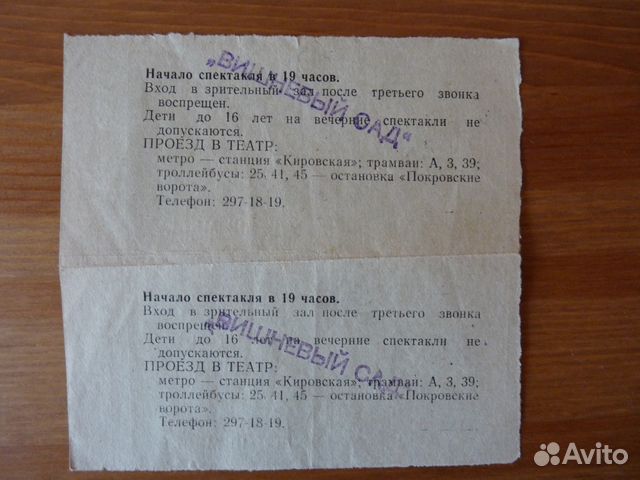 Начало спектакля в 19 часов.
Вход в зрительный зал после третьего звонка
воспрещен.
Дети до 16 лет на вечерние спектакли не
допускаются.
ПРОЕЗД В ТЕАТР:
метро — станция «Кировская»; трамваи: А, 3, 39;
троллейбусы: 25, 41, 45 — остановка «Покровские
ворота».
Телефон: 297-18-19.
„ВИШНЕВЫЙ САД“
Начало спектакля в 19 часов.
Вход в зрительный зал после третьего звонка
воспрещен.
Дети до 16 лет на вечерние спектакли не
допускаются.
ПРОЕЗД В ТЕАТР:
метро — станция «Кировская»; трамваи: А, 3, 39;
троллейбусы: 25, 41, 45 — остановка «Покровские
ворота».
Телефон: 297-18-19.
„ВИШНЕВЫЙ САД“
Avito